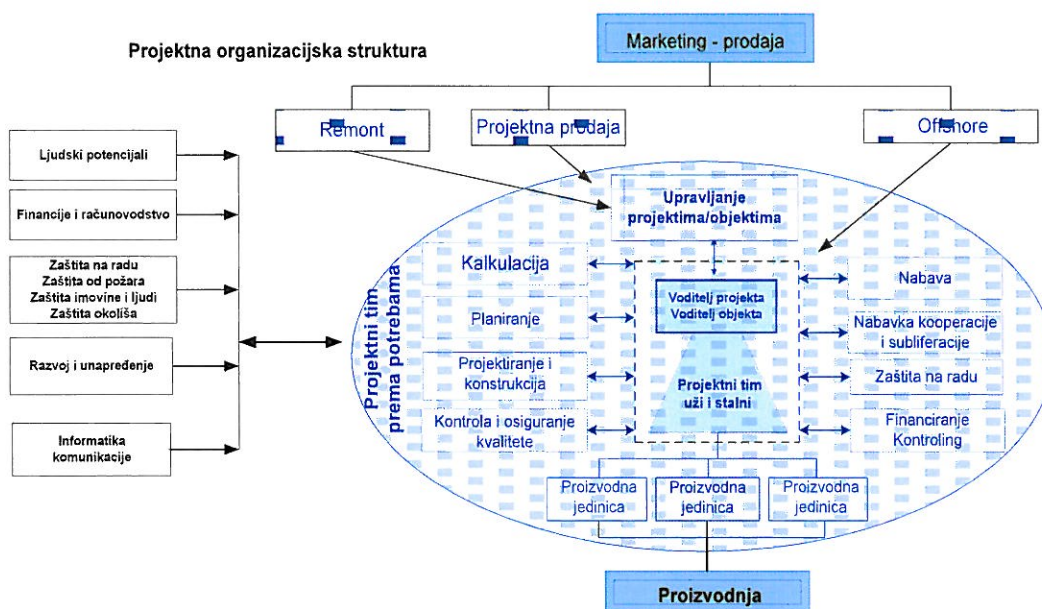 Projektna organizacijska struktura
Marketing - prodaja
Remont
Projektna prodaja
Offshore
Ljudski potencijali
Financije i računovodstvo
Zaštita na radu
Zaštita od požara
Zaštita imovine i ljudi
Zaštita okoliša
Razvoj i unapređenje
Informatika
komunikacije
Projektni tim
prema potrebama
Upravljanje
projektima/objektima
Kalkulacija
Planiranje
Projektiranje i
konstrukcija
Kontrola i osiguranje
kvalitete
Voditelj projekta
Voditelj objekta
Projektni tim
uži i stalni
Nabava
Nabavka kooperacije
i subliferacije
Zaštita na radu
Financiranje
Kontroling
Proizvodna
jedinica
Proizvodna
jedinica
Proizvodna
jedinica
Proizvodnja